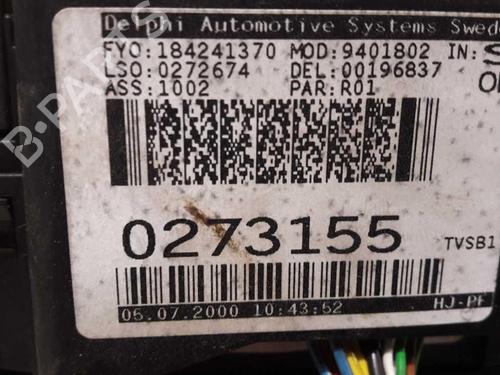 Delphi Automotive Systems Swede
FYO:184241370 MOD:9401802 IN:S
LSO:0272674 DEL:00196837
ASS:1002 PAR:R01
0273155
TVSB1
05.07.2000 10:43:52 HJ-PF